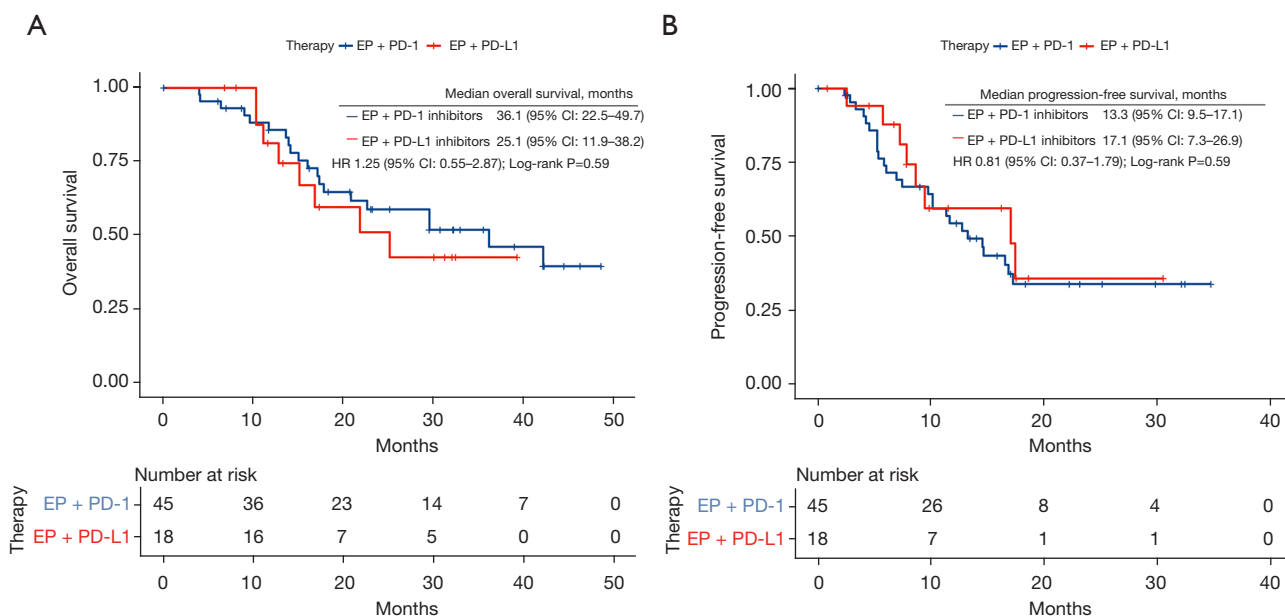 A
Therapy EP + PD-1 EP + PD-L1
Overall survival
1.00
0.75
0.50
0.25
0.00
Median overall survival, months
EP + PD-1 inhibitors 36.1 (95% CI: 22.5–49.7)
EP + PD-L1 inhibitors 25.1 (95% CI: 11.9–38.2)
HR 1.25 (95% CI: 0.55–2.87); Log-rank P=0.59
0 10 20 30 40 50
Months
Number at risk
Therapy
EP + PD-1 45 36 23 14 7 0
EP + PD-L1 18 16 7 5 0 0
0 10 20 30 40 50
Months
B
Therapy EP + PD-1 EP + PD-L1
Progression-free survival
1.00
0.75
0.50
0.25
0.00
Median progression-free survival, months
EP + PD-1 inhibitors 13.3 (95% CI: 9.5–17.1)
EP + PD-L1 inhibitors 17.1 (95% CI: 7.3–26.9)
HR 0.81 (95% CI: 0.37–1.79); Log-rank P=0.59
0 10 20 30 40
Months
Number at risk
Therapy
EP + PD-1 45 26 8 4 0
EP + PD-L1 18 7 1 1 0
0 10 20 30 40
Months